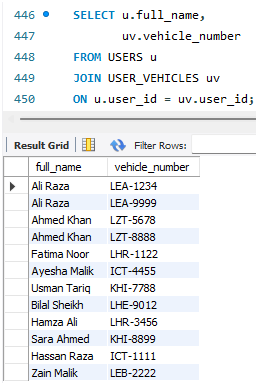 446 SELECT u.full_name,
447 uv.vehicle_number
448 FROM USERS u
449 JOIN USER_VEHICLES uv
450 ON u.user_id = uv.user_id;
Result Grid Filter Rows:
full_name vehicle_number
Ali Raza LEA-1234
Ali Raza LEA-9999
Ahmed Khan LZT-5678
Ahmed Khan LZT-8888
Fatima Noor LHR-1122
Ayesha Malik ICT-4455
Usman Tariq KHI-7788
Bilal Sheikh LHE-9012
Hamza Ali LHR-3456
Sara Ahmed KHI-8899
Hassan Raza ICT-1111
Zain Malik LEB-2222